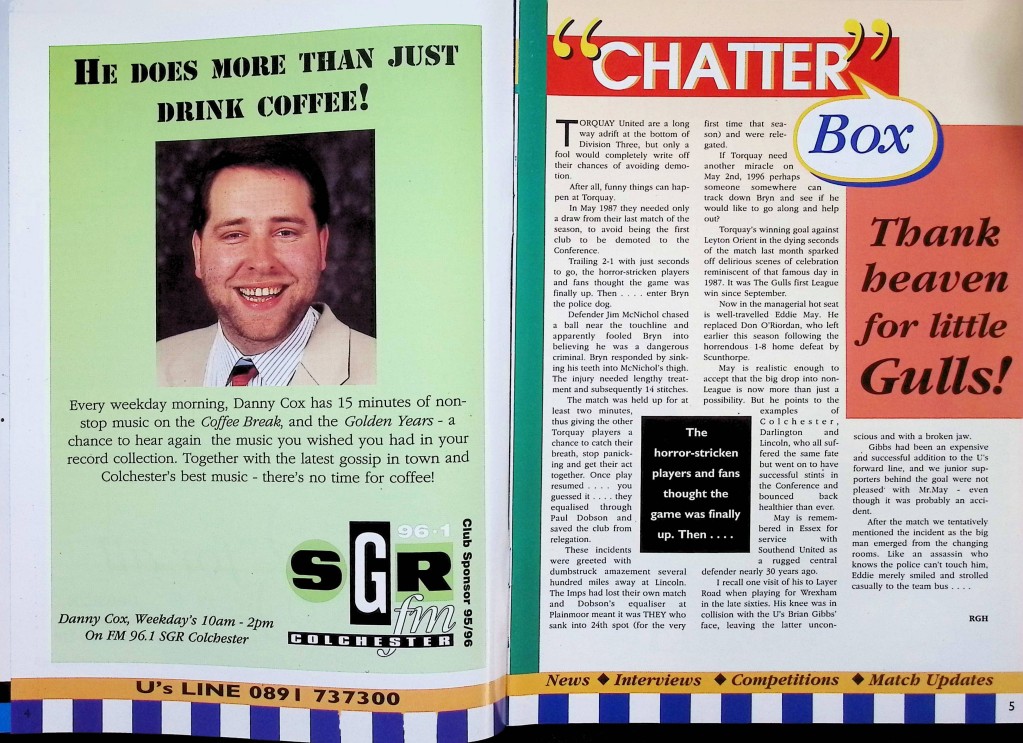 HE DOES MORE THAN JUST
DRINK COFFEE!
Every weekday morning, Danny Cox has 15 minutes of non-
stop music on the Coffee Break, and the Golden Years - a
chance to hear again the music you wished you had in your
record collection. Together with the latest gossip in town and
Colchester's best music - there's no time for coffee!
96·1
SGR
fm
COLCHESTER
Club Sponsor 95/96
Danny Cox, Weekday's 10am - 2pm
On FM 96.1 SGR Colchester
U's LINE 0891 737300
4
“CHATTER”
Box
TORQUAY United are a long
way adrift at the bottom of
Division Three, but only a
fool would completely write off
their chances of avoiding demo-
tion.
After all, funny things can hap-
pen at Torquay.
In May 1987 they needed only
a draw from their last match of the
season, to avoid being the first
club to be demoted to the
Conference.
Trailing 2-1 with just seconds
to go, the horror-stricken players
and fans thought the game was
finally up. Then . . . . enter Bryn
the police dog.
Defender Jim McNichol chased
a ball near the touchline and
apparently fooled Bryn into
believing he was a dangerous
criminal. Bryn responded by sink-
ing his teeth into McNichol's thigh.
The injury needed lengthy treat-
ment and subsequently 14 stitches.
The match was held up for at
least two minutes,
thus giving the other
Torquay players a
chance to catch their
breath, stop panick-
ing and get their act
together. Once play
resumed . . . . you
guessed it . . . . they
equalised through
Paul Dobson and
saved the club from
relegation.
These incidents
were greeted with
dumbstruck amazement several
hundred miles away at Lincoln.
The Imps had lost their own match
and Dobson's equaliser at
Plainmoor meant it was THEY who
sank into 24th spot (for the very
first time that sea-
son) and were rele-
gated.
If Torquay need
another miracle on
May 2nd, 1996 perhaps
someone somewhere can
track down Bryn and see if he
would like to go along and help
out?
Torquay's winning goal against
Leyton Orient in the dying seconds
of the match last month sparked
off delirious scenes of celebration
reminiscent of that famous day in
1987. It was The Gulls first League
win since September.
Now in the managerial hot seat
is well-travelled Eddie May. He
replaced Don O'Riordan, who left
earlier this season following the
horrendous 1-8 home defeat by
Scunthorpe.
May is realistic enough to
accept that the big drop into non-
League is now more than just a
possibility. But he points to the
examples of
Colchester,
Darlington and
Lincoln, who all suf-
fered the same fate
but went on to have
successful stints in
the Conference and
bounced back
healthier than ever.
May is remem-
bered in Essex for
service with
Southend United as
a rugged central
defender nearly 30 years ago.
I recall one visit of his to Layer
Road when playing for Wrexham
in the late sixties. His knee was in
collision with the U's Brian Gibbs'
face, leaving the latter uncon-
The
horror-stricken
players and fans
thought the
game was finally
up. Then . . . .
Thank
heaven
for little
Gulls!
scious and with a broken jaw.
Gibbs had been an expensive
and successful addition to the U's
forward line, and we junior sup-
porters behind the goal were not
pleased with Mr.May - even
though it was probably an acci-
dent.
After the match we tentatively
mentioned the incident as the big
man emerged from the changing
rooms. Like an assassin who
knows the police can't touch him,
Eddie merely smiled and strolled
casually to the team bus . . . .
RGH
News ◆ Interviews ◆ Competitions ◆ Match Updates
5